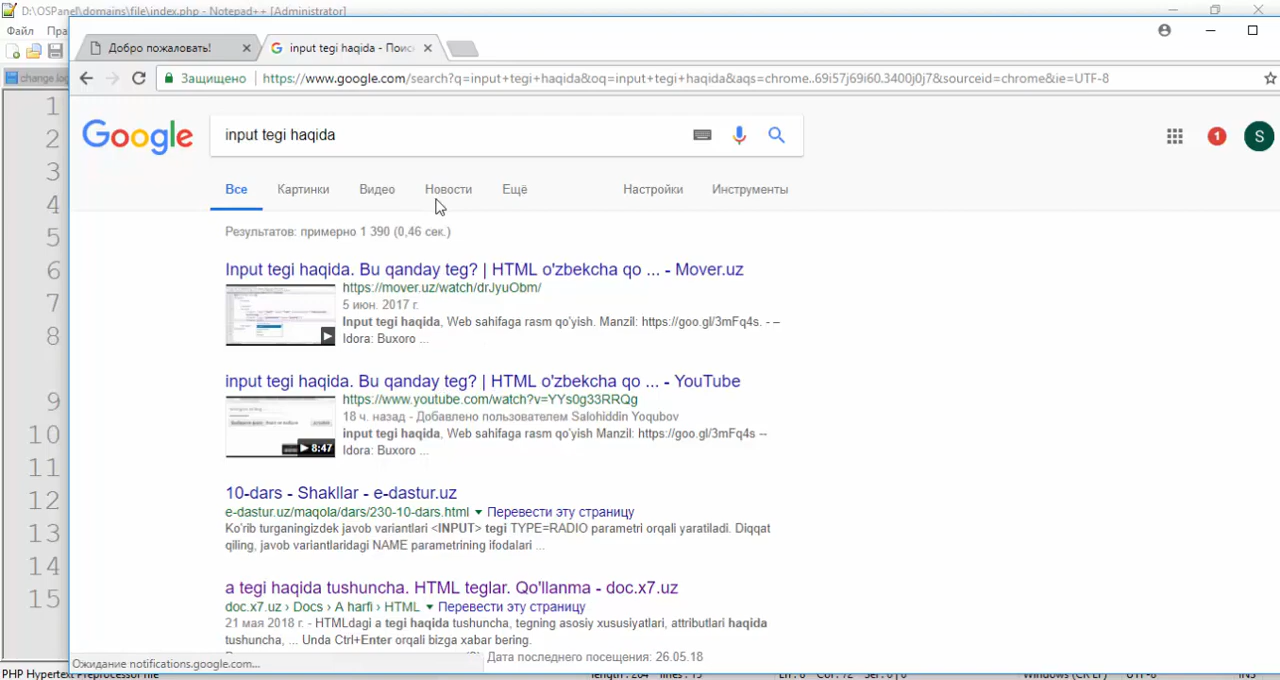 D:\OSPanel\domains\file\index.php - Notepad++ [Administrator]
Файл
Добро пожаловать!
input tegi haqida - Поис
change.log
Защищено
https://www.google.com/search?q=input+tegi+haqida&oq=input+tegi+haqida&aqs=chrome..69i57j69i60.3400j0j7&sourceid=chrome&ie=UTF-8
Google
input tegi haqida
1
S
Все Картинки Видео Новости Ещё Настройки Инструменты
Результатов: примерно 1 390 (0,46 сек.)
Input tegi haqida. Bu qanday teg? | HTML o'zbekcha qo ... - Mover.uz
https://mover.uz/watch/drJyuObm/
5 июн. 2017 г.
Input tegi haqida, Web sahifaga rasm qo'yish. Manzil: https://goo.gl/3mFq4s. - –
Idora: Buxoro ...
input tegi haqida. Bu qanday teg? | HTML o'zbekcha qo ... - YouTube
https://www.youtube.com/watch?v=YYs0g33RRQg
18 ч. назад - Добавлено пользователем Salohiddin Yoqubov
input tegi haqida, Web sahifaga rasm qo'yish Manzil: https://goo.gl/3mFq4s --
Idora: Buxoro ...
8:47
10-dars - Shakllar - e-dastur.uz
e-dastur.uz/maqola/dars/230-10-dars.html Перевести эту страницу
Ko'rib turganingizdek javob variantlari <INPUT> tegi TYPE=RADIO parametri orqali yaratiladi. Diqqat
qiling, javob variantlaridagi NAME parametrining ifodalari ...
a tegi haqida tushuncha. HTML teglar. Qo'llanma - doc.x7.uz
doc.x7.uz › Docs › A harfi › HTML Перевести эту страницу
21 мая 2018 г. - HTMLdagi a tegi haqida tushuncha, tegning asosiy xususiyatlari, attributlari haqida
tushuncha, ... Unda Ctrl+Enter orqali bizga xabar bering.
Дата последнего посещения: 26.05.18
Ожидание notifications.google.com...
1
2
3
4
5
6
7
8
9
10
11
12
13
14
15